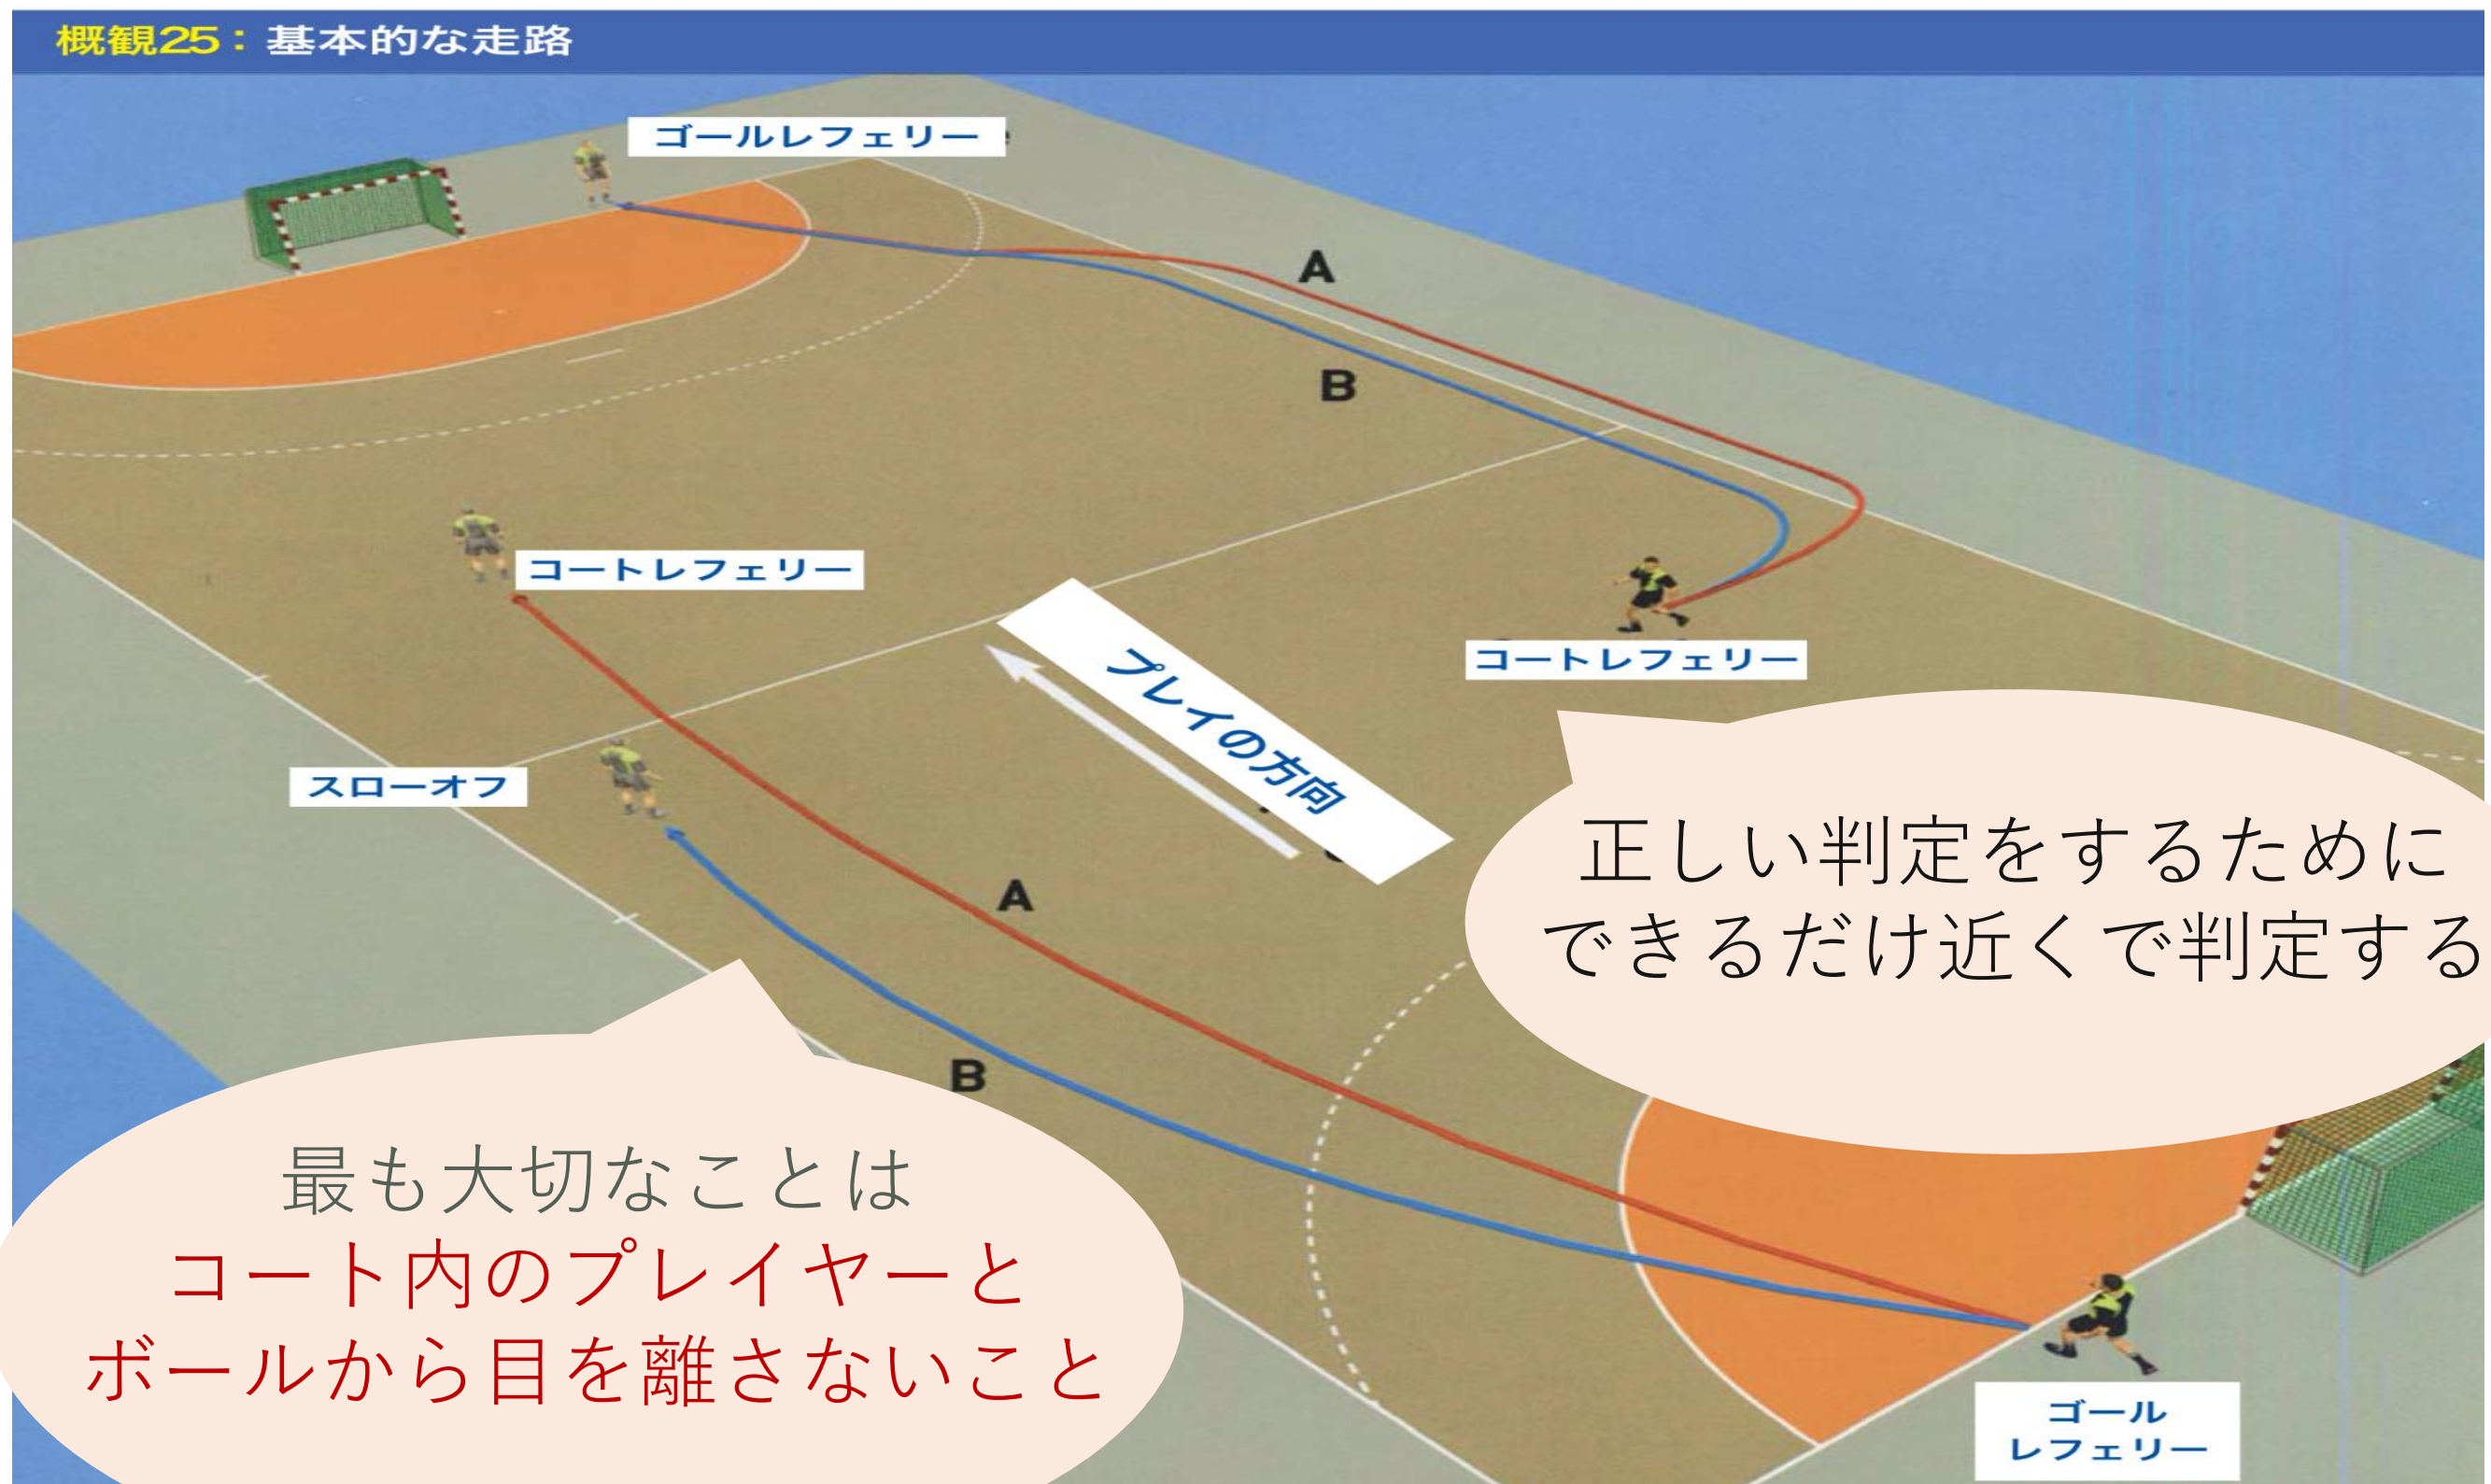 概観25：基本的な走路
ゴールレフェリー
A
B
コートレフェリー
コートレフェリー
プレイの方向
スローオフ
A
B
正しい判定をするために
できるだけ近くで判定する
最も大切なことは
コート内のプレイヤーと
ボールから目を離さないこと
ゴール
レフェリー